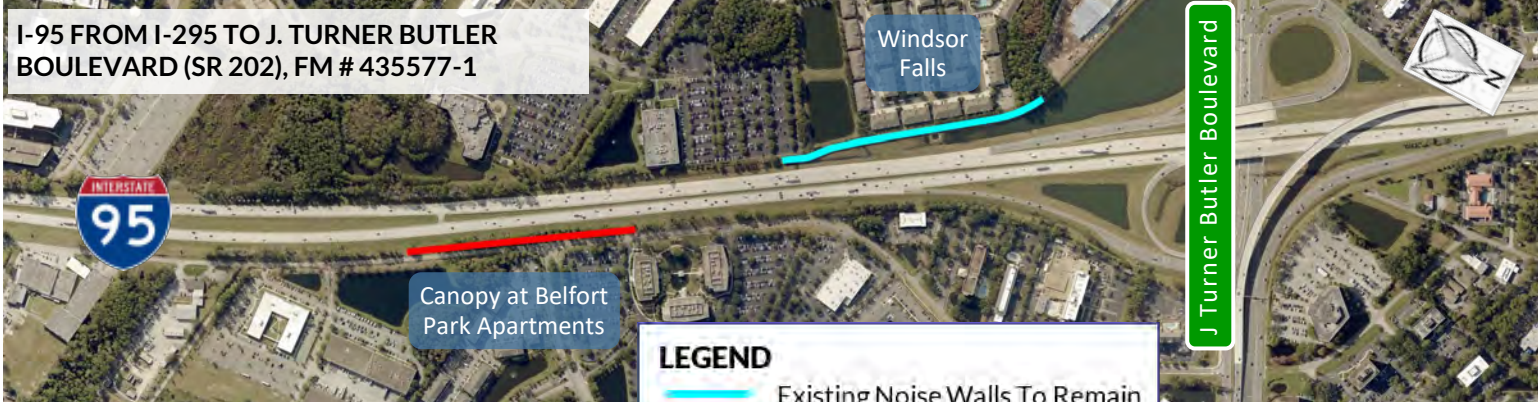 I-95 FROM I-295 TO J. TURNER BUTLER
BOULEVARD (SR 202), FM # 435577-1
Windsor
Falls
J Turner Butler Boulevard
N
INTERSTATE
95
Canopy at Belfort
Park Apartments
LEGEND
Existing Noise Walls To Remain